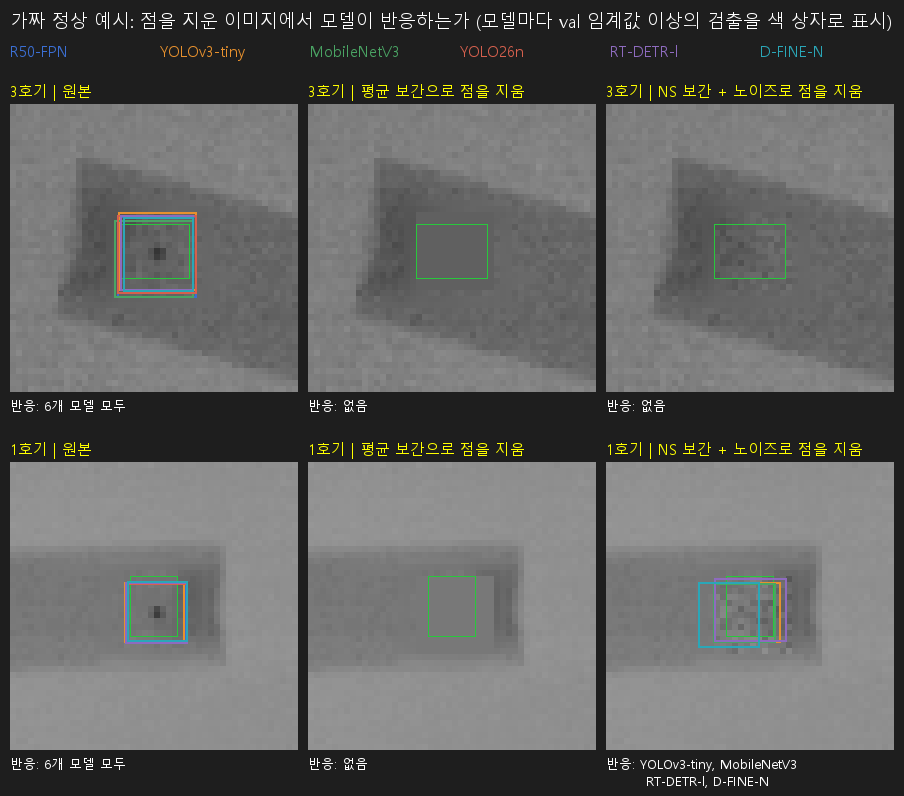 가짜 정상 예시: 점을 지운 이미지에서 모델이 반응하는가 (모델마다 val 임계값 이상의 검출을 색 상자로 표시)
R50-FPN YOLOv3-tiny MobileNetV3 YOLO26n RT-DETR-l D-FINE-N
3호기 | 원본 3호기 | 평균 보간으로 점을 지움 3호기 | NS 보간 + 노이즈로 점을 지움
반응: 6개 모델 모두 반응: 없음 반응: 없음
1호기 | 원본 1호기 | 평균 보간으로 점을 지움 1호기 | NS 보간 + 노이즈로 점을 지움
반응: 6개 모델 모두 반응: 없음 반응: YOLOv3-tiny, MobileNetV3
RT-DETR-l, D-FINE-N